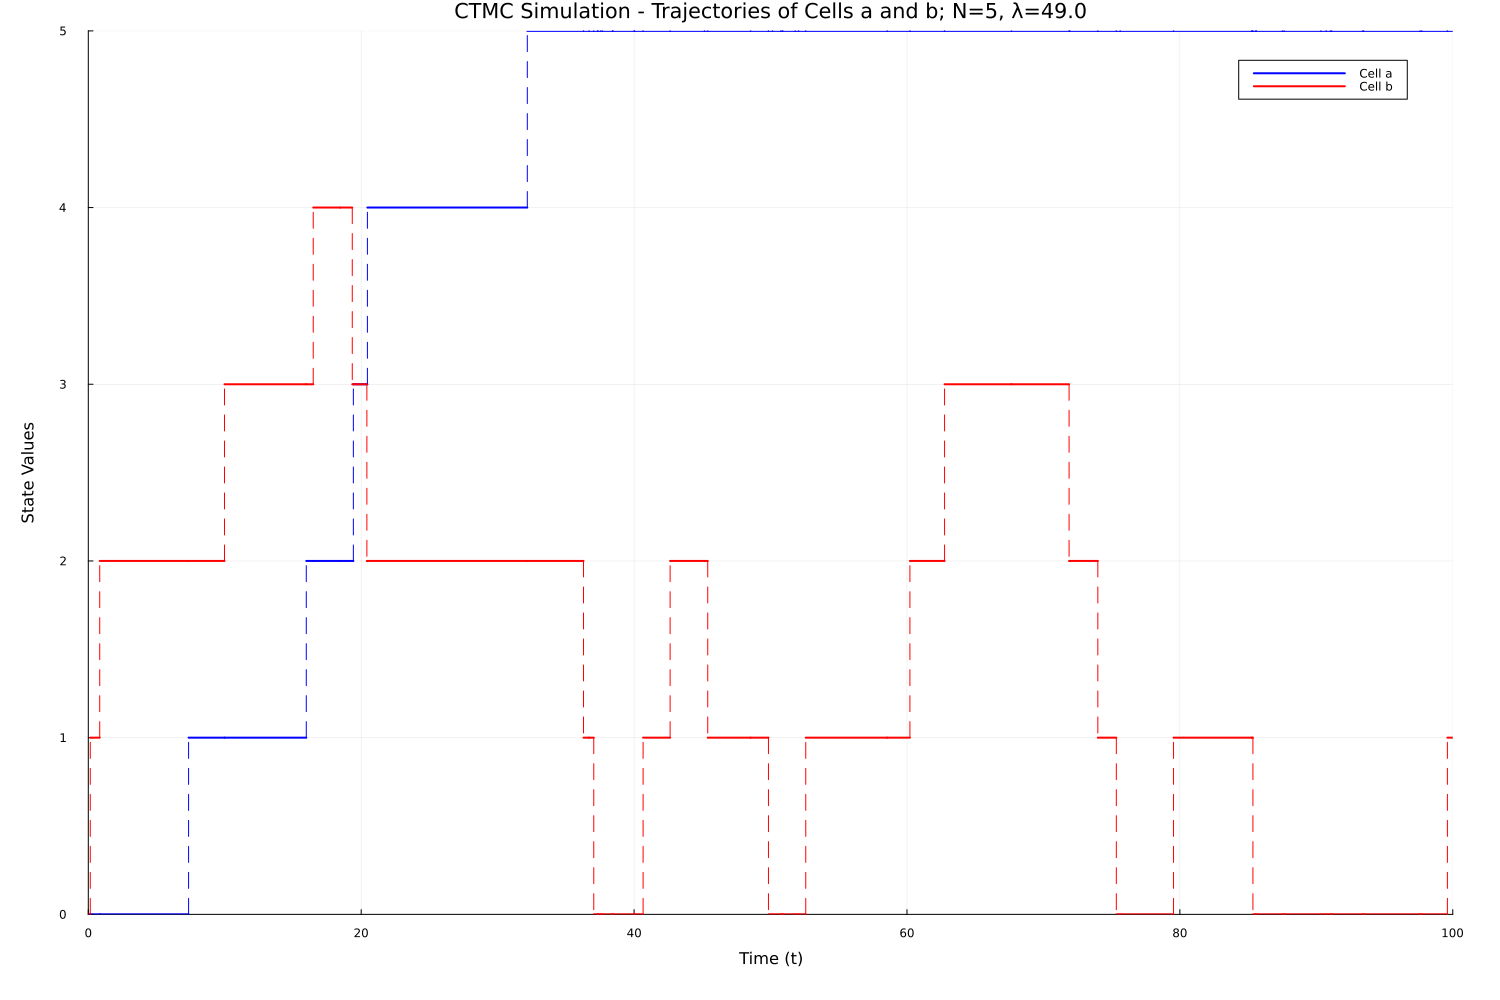 CTMC Simulation - Trajectories of Cells a and b; N=5, λ=49.0
5
Cell a
Cell b
4
3
State Values
2
1
0
0 20 40 60 80 100
Time (t)